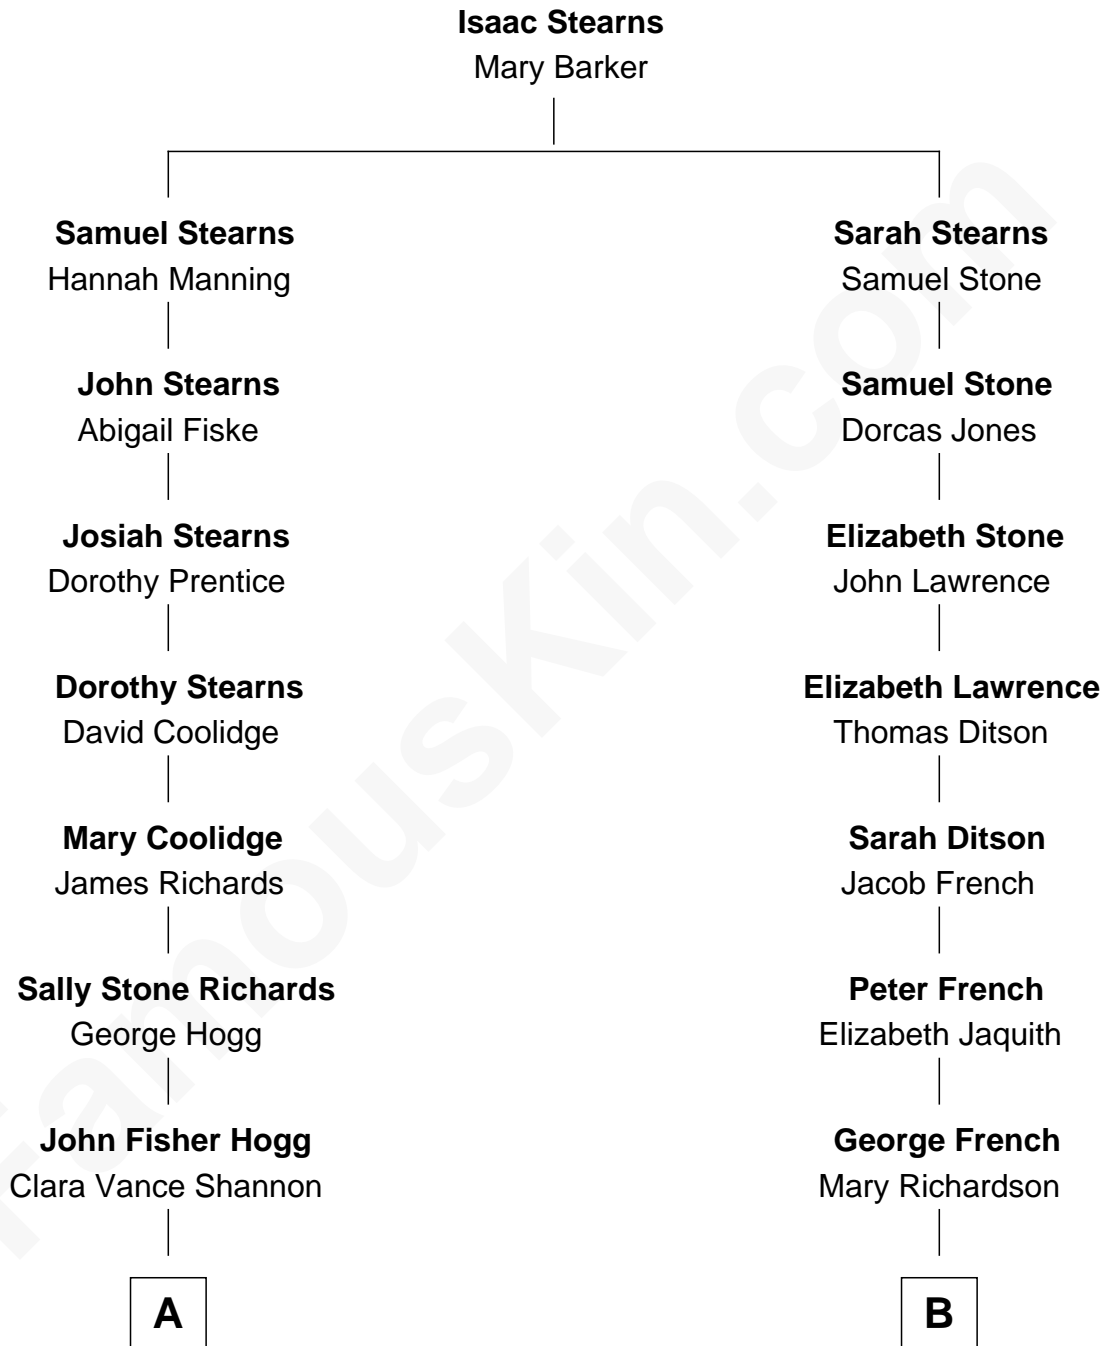 Isaac Stearns
Mary Barker
Samuel Stearns
Hannah Manning
Sarah Stearns
Samuel Stone
John Stearns
Abigail Fiske
Samuel Stone
Dorcas Jones
Josiah Stearns
Dorothy Prentice
Elizabeth Stone
John Lawrence
Dorothy Stearns
David Coolidge
Elizabeth Lawrence
Thomas Ditson
Mary Coolidge
James Richards
Sarah Ditson
Jacob French
Sally Stone Richards
George Hogg
Peter French
Elizabeth Jaquith
John Fisher Hogg
Clara Vance Shannon
George French
Mary Richardson
A
B
FamousKin.com